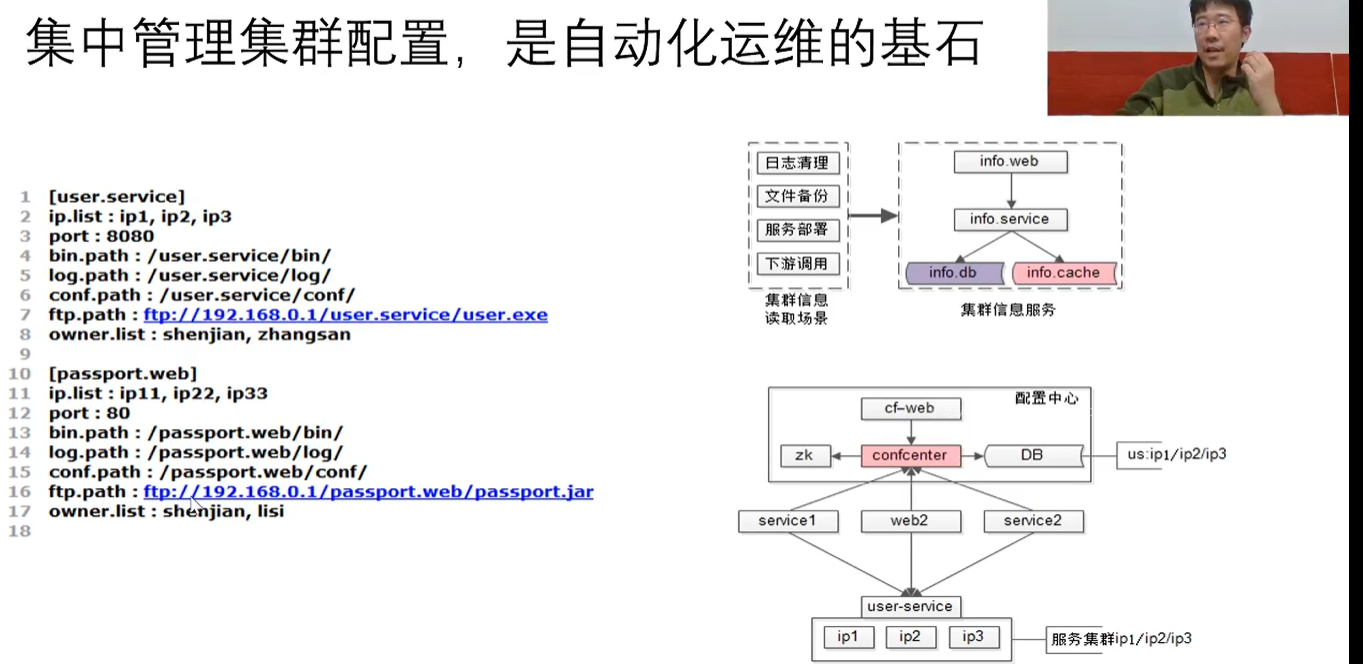 集中管理集群配置，是自动化运维的基石
1 [user.service]
2 ip.list : ip1, ip2, ip3
3 port : 8080
4 bin.path : /user.service/bin/
5 log.path : /user.service/log/
6 conf.path : /user.service/conf/
7 ftp.path : ftp://192.168.0.1/user.service/user.exe
8 owner.list : shenjian, zhangsan
9
10 [passport.web]
11 ip.list : ip11, ip22, ip33
12 port : 80
13 bin.path : /passport.web/bin/
14 log.path : /passport.web/log/
15 conf.path : /passport.web/conf/
16 ftp.path : ftp://192.168.0.1/passport.web/passport.jar
17 owner.list : shenjian, lisi
18
日志清理
文件备份
服务部署
下游调用
集群信息
读取场景
info.web
info.service
info.db
info.cache
集群信息服务
配置中心
cf-web
zk
confcenter
DB
us:ip1/ip2/ip3
service1
web2
service2
user-service
ip1
ip2
ip3
服务集群ip1/ip2/ip3